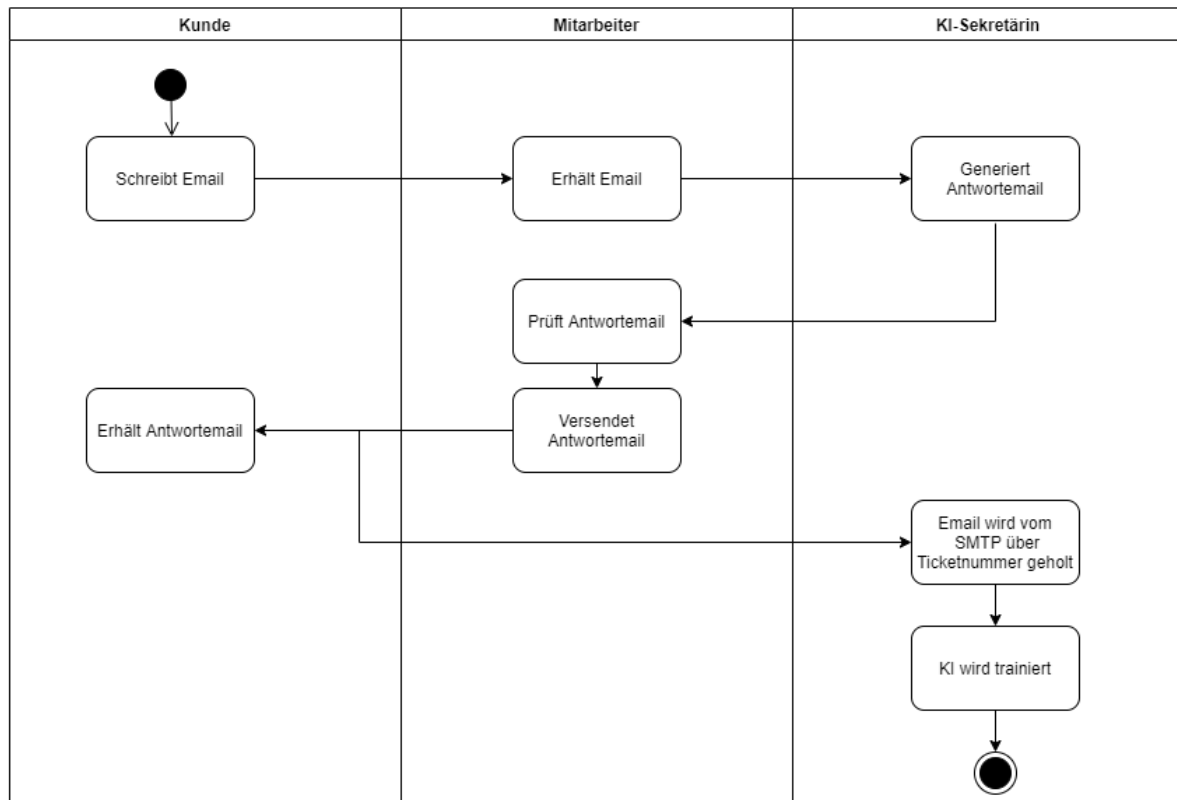 Kunde
Mitarbeiter
KI-Sekretärin
Schreibt Email
Erhält Email
Generiert
Antwortemail
Prüft Antwortemail
Erhält Antwortemail
Versendet
Antwortemail
Email wird vom
SMTP über
Ticketnummer geholt
KI wird trainiert